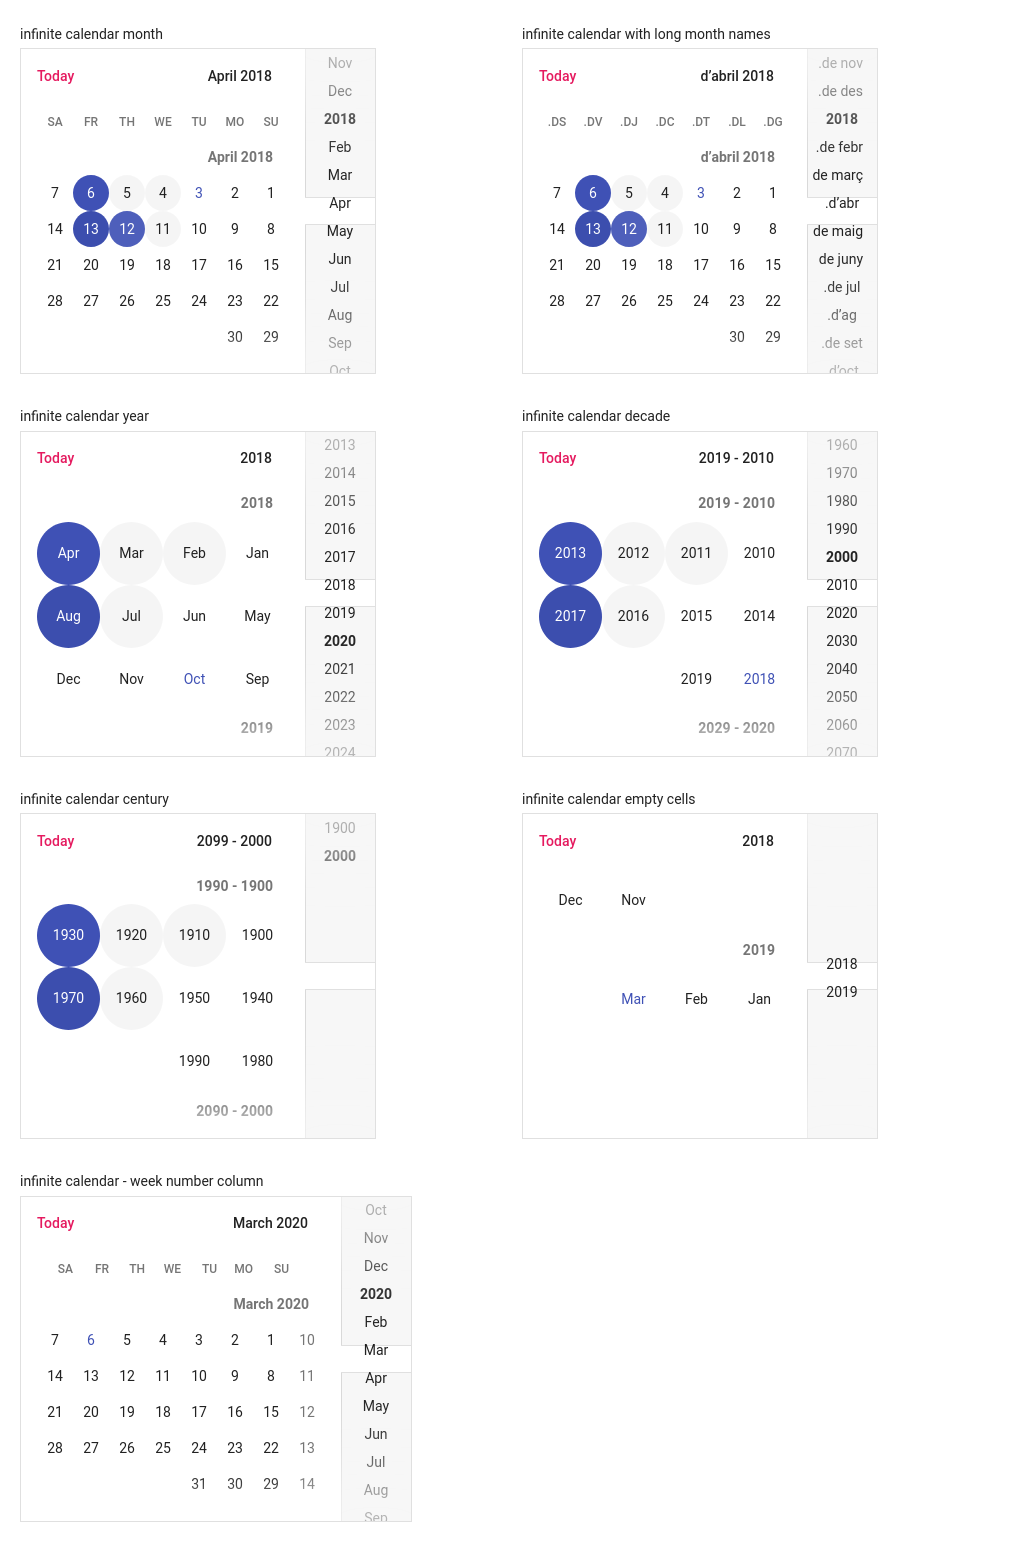 infinite calendar month
Today April 2018
SA FR TH WE TU MO SU
April 2018
7 6 5 4 3 2 1
14 13 12 11 10 9 8
21 20 19 18 17 16 15
28 27 26 25 24 23 22
30 29
Nov
Dec
2018
Feb
Mar
Apr
May
Jun
Jul
Aug
Sep
Oct
infinite calendar with long month names
Today d’abril 2018
.DS .DV .DJ .DC .DT .DL .DG
d’abril 2018
7 6 5 4 3 2 1
14 13 12 11 10 9 8
21 20 19 18 17 16 15
28 27 26 25 24 23 22
30 29
.de nov
.de des
2018
.de febr
de març
.d’abr
de maig
de juny
.de jul
.d’ag
.de set
.d’oct
infinite calendar year
Today 2018
2018
Apr Mar Feb Jan
Aug Jul Jun May
Dec Nov Oct Sep
2019
2013
2014
2015
2016
2017
2018
2019
2020
2021
2022
2023
2024
infinite calendar decade
Today 2019 - 2010
2019 - 2010
2013 2012 2011 2010
2017 2016 2015 2014
2019 2018
2029 - 2020
1960
1970
1980
1990
2000
2010
2020
2030
2040
2050
2060
2070
infinite calendar century
Today 2099 - 2000
1990 - 1900
1930 1920 1910 1900
1970 1960 1950 1940
1990 1980
2090 - 2000
1900
2000
infinite calendar empty cells
Today 2018
Dec Nov
2019
Mar Feb Jan
2018
2019
infinite calendar - week number column
Today March 2020
SA FR TH WE TU MO SU
March 2020
7 6 5 4 3 2 1 10
14 13 12 11 10 9 8 11
21 20 19 18 17 16 15 12
28 27 26 25 24 23 22 13
31 30 29 14
Oct
Nov
Dec
2020
Feb
Mar
Apr
May
Jun
Jul
Aug
Sep